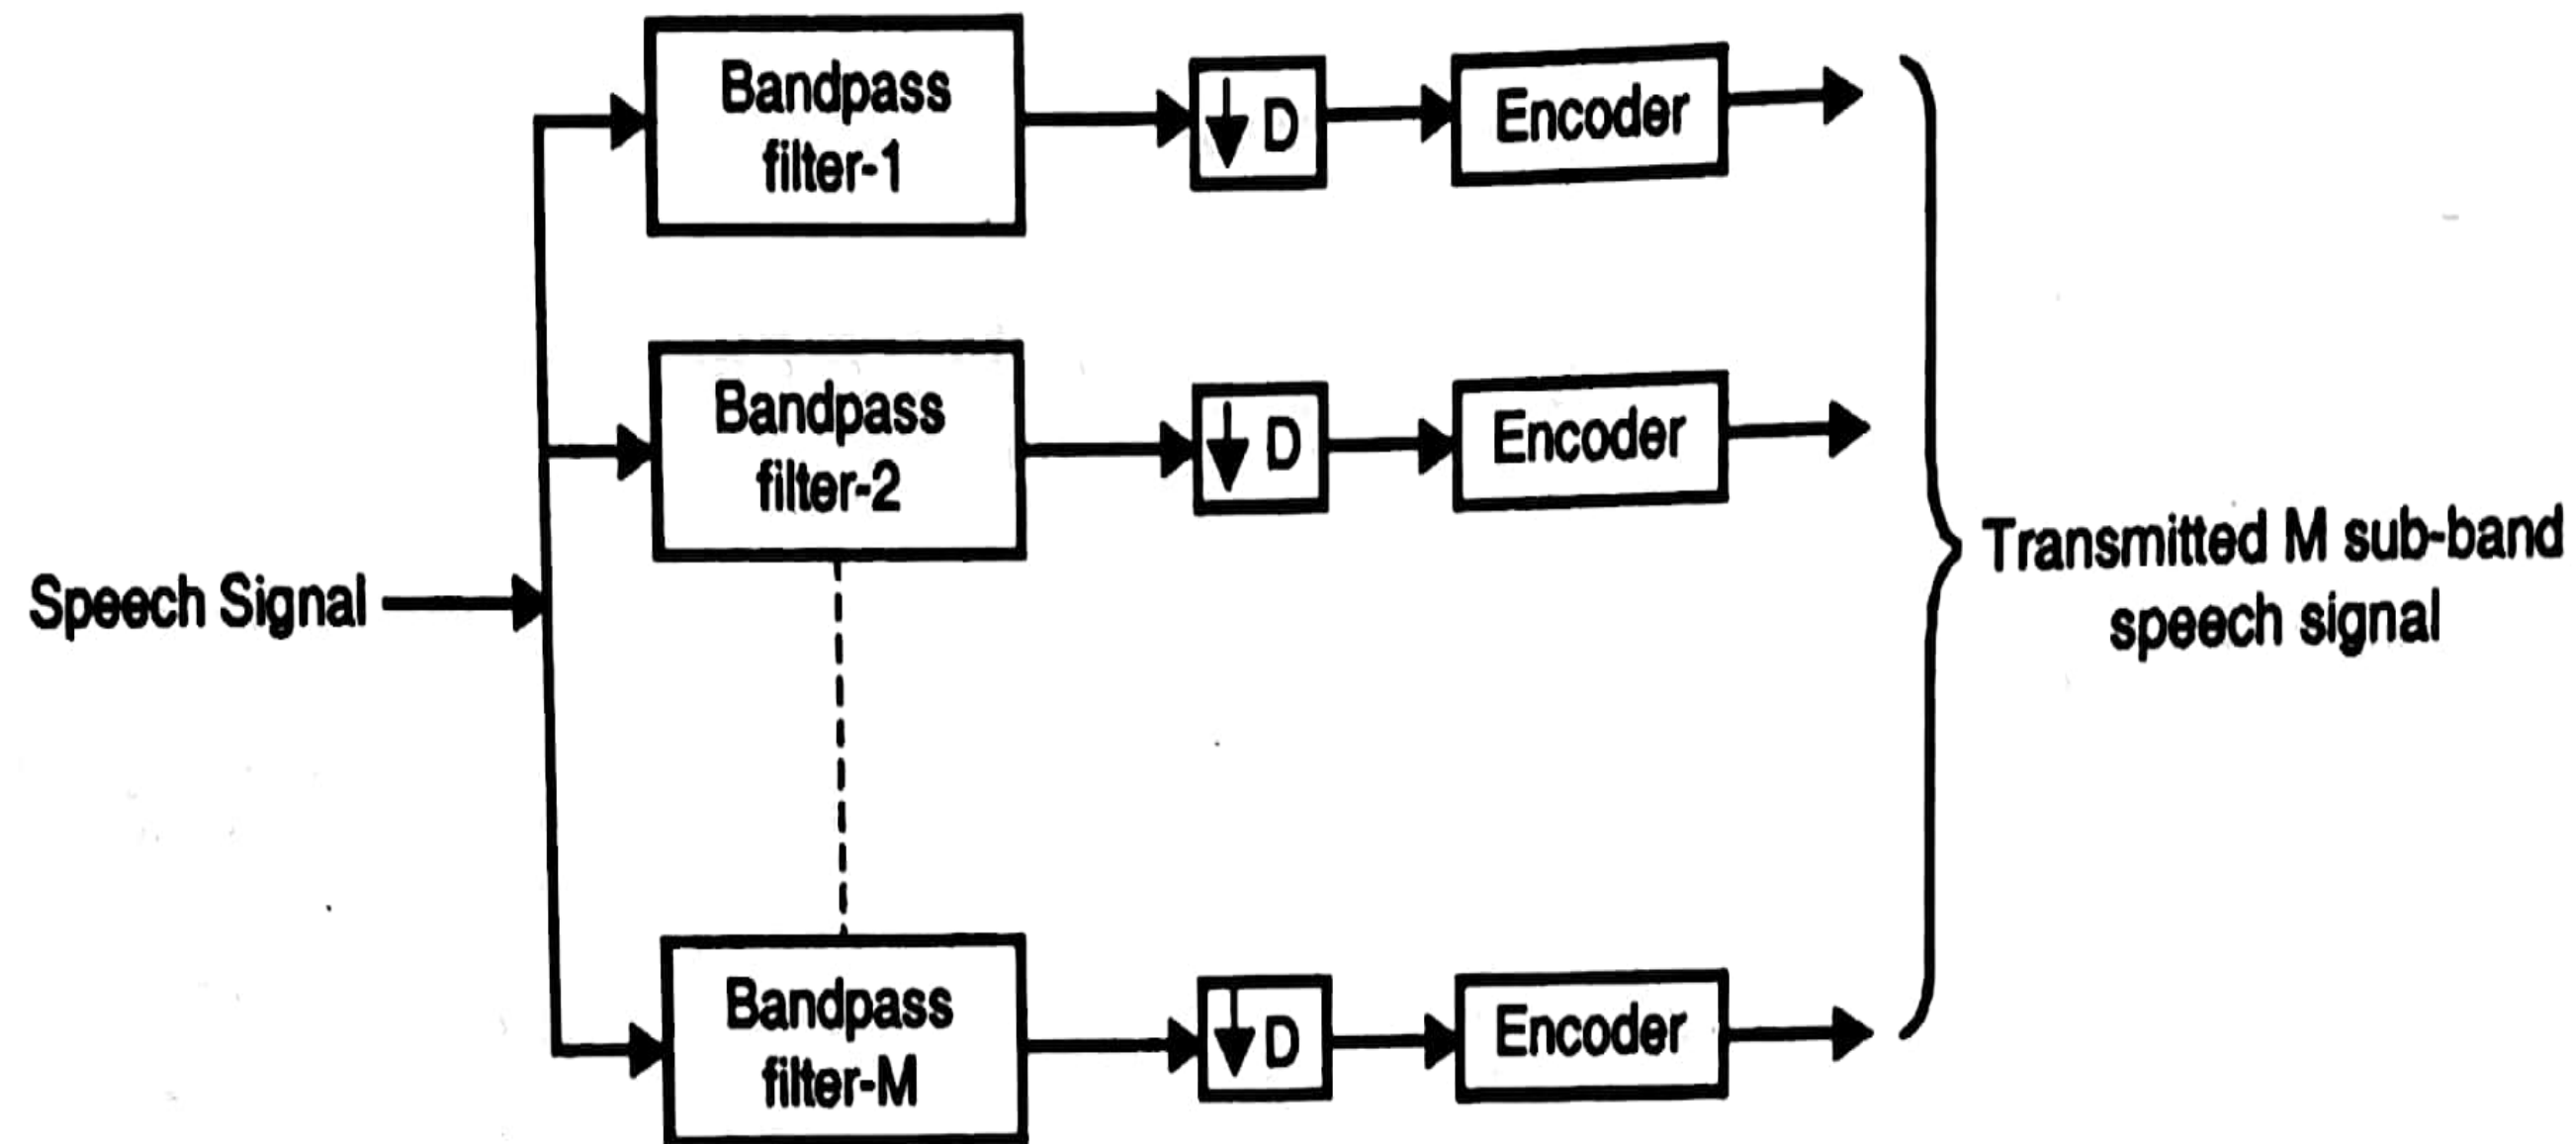 Bandpass
filter-1
↓ D
Encoder
Bandpass
filter-2
↓ D
Encoder
Speech Signal
Transmitted M sub-band
speech signal
Bandpass
filter-M
↓ D
Encoder